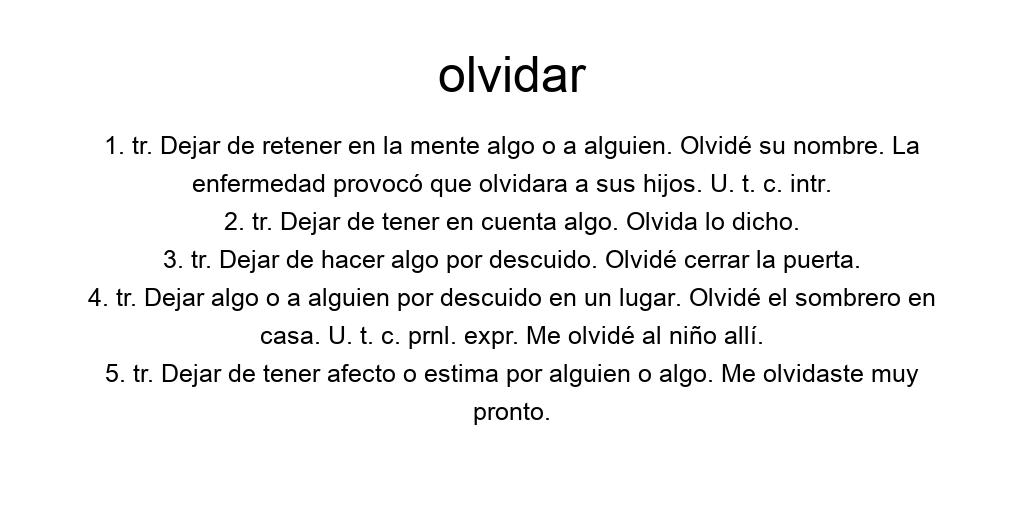 olvidar
1. tr. Dejar de retener en la mente algo o a alguien. Olvidé su nombre. La
enfermedad provocó que olvidara a sus hijos. U. t. c. intr.
2. tr. Dejar de tener en cuenta algo. Olvida lo dicho.
3. tr. Dejar de hacer algo por descuido. Olvidé cerrar la puerta.
4. tr. Dejar algo o a alguien por descuido en un lugar. Olvidé el sombrero en
casa. U. t. c. prnl. expr. Me olvidé al niño allí.
5. tr. Dejar de tener afecto o estima por alguien o algo. Me olvidaste muy
pronto.